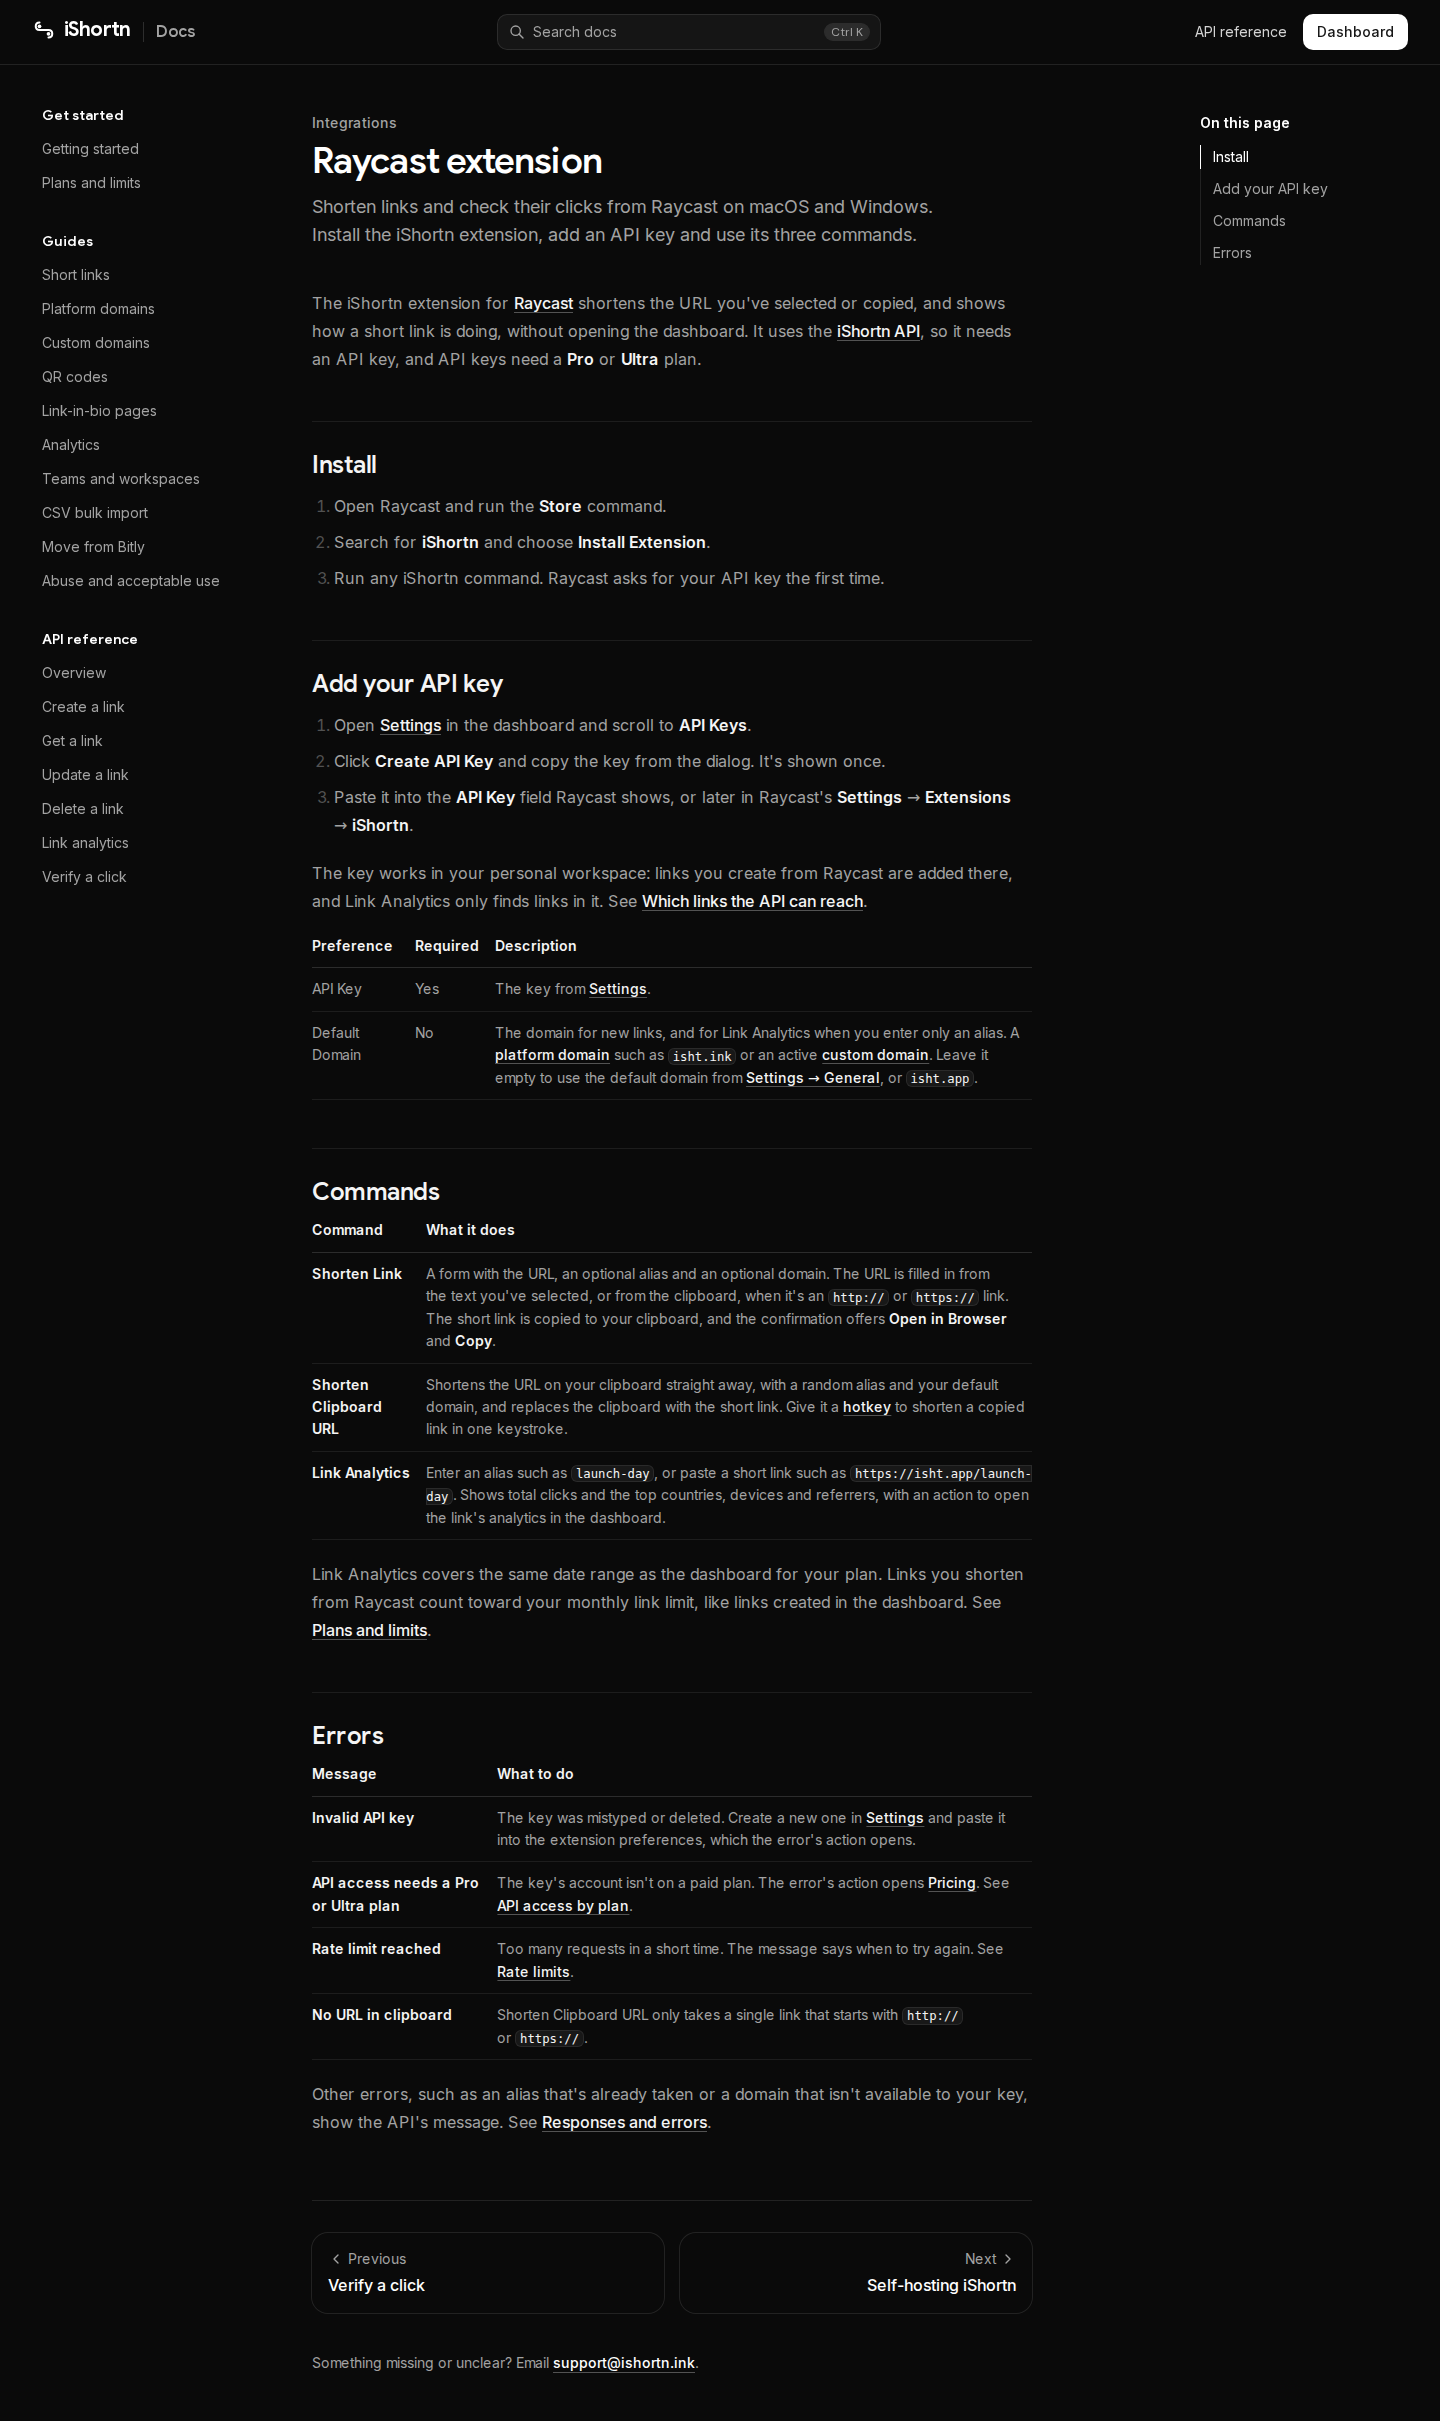 iShortn
Docs
Search docs
Ctrl K
API reference
Dashboard
Get started
Getting started
Plans and limits
Guides
Short links
Platform domains
Custom domains
QR codes
Link-in-bio pages
Analytics
Teams and workspaces
CSV bulk import
Move from Bitly
Abuse and acceptable use
API reference
Overview
Create a link
Get a link
Update a link
Delete a link
Link analytics
Verify a click
Integrations
Raycast extension
Shorten links and check their clicks from Raycast on macOS and Windows.
Install the iShortn extension, add an API key and use its three commands.
The iShortn extension for Raycast shortens the URL you've selected or copied, and shows
how a short link is doing, without opening the dashboard. It uses the iShortn API, so it needs
an API key, and API keys need a Pro or Ultra plan.
Install
1. Open Raycast and run the Store command.
2. Search for iShortn and choose Install Extension.
3. Run any iShortn command. Raycast asks for your API key the first time.
Add your API key
1. Open Settings in the dashboard and scroll to API Keys.
2. Click Create API Key and copy the key from the dialog. It's shown once.
3. Paste it into the API Key field Raycast shows, or later in Raycast's Settings → Extensions
→ iShortn.
The key works in your personal workspace: links you create from Raycast are added there,
and Link Analytics only finds links in it. See Which links the API can reach.
Preference Required Description
API Key Yes The key from Settings.
Default No The domain for new links, and for Link Analytics when you enter only an alias. A
Domain platform domain such as isht.ink or an active custom domain. Leave it
empty to use the default domain from Settings → General, or isht.app.
Commands
Command What it does
Shorten Link A form with the URL, an optional alias and an optional domain. The URL is filled in from
the text you've selected, or from the clipboard, when it's an http:// or https:// link.
The short link is copied to your clipboard, and the confirmation offers Open in Browser
and Copy.
Shorten Shortens the URL on your clipboard straight away, with a random alias and your default
Clipboard domain, and replaces the clipboard with the short link. Give it a hotkey to shorten a copied
URL link in one keystroke.
Link Analytics Enter an alias such as launch-day, or paste a short link such as https://isht.app/launch-
day. Shows total clicks and the top countries, devices and referrers, with an action to open
the link's analytics in the dashboard.
Link Analytics covers the same date range as the dashboard for your plan. Links you shorten
from Raycast count toward your monthly link limit, like links created in the dashboard. See
Plans and limits.
Errors
Message What to do
Invalid API key The key was mistyped or deleted. Create a new one in Settings and paste it
into the extension preferences, which the error's action opens.
API access needs a Pro The key's account isn't on a paid plan. The error's action opens Pricing. See
or Ultra plan API access by plan.
Rate limit reached Too many requests in a short time. The message says when to try again. See
Rate limits.
No URL in clipboard Shorten Clipboard URL only takes a single link that starts with http://
or https://.
Other errors, such as an alias that's already taken or a domain that isn't available to your key,
show the API's message. See Responses and errors.
Previous
Verify a click
Next
Self-hosting iShortn
Something missing or unclear? Email support@ishortn.ink.
On this page
Install
Add your API key
Commands
Errors